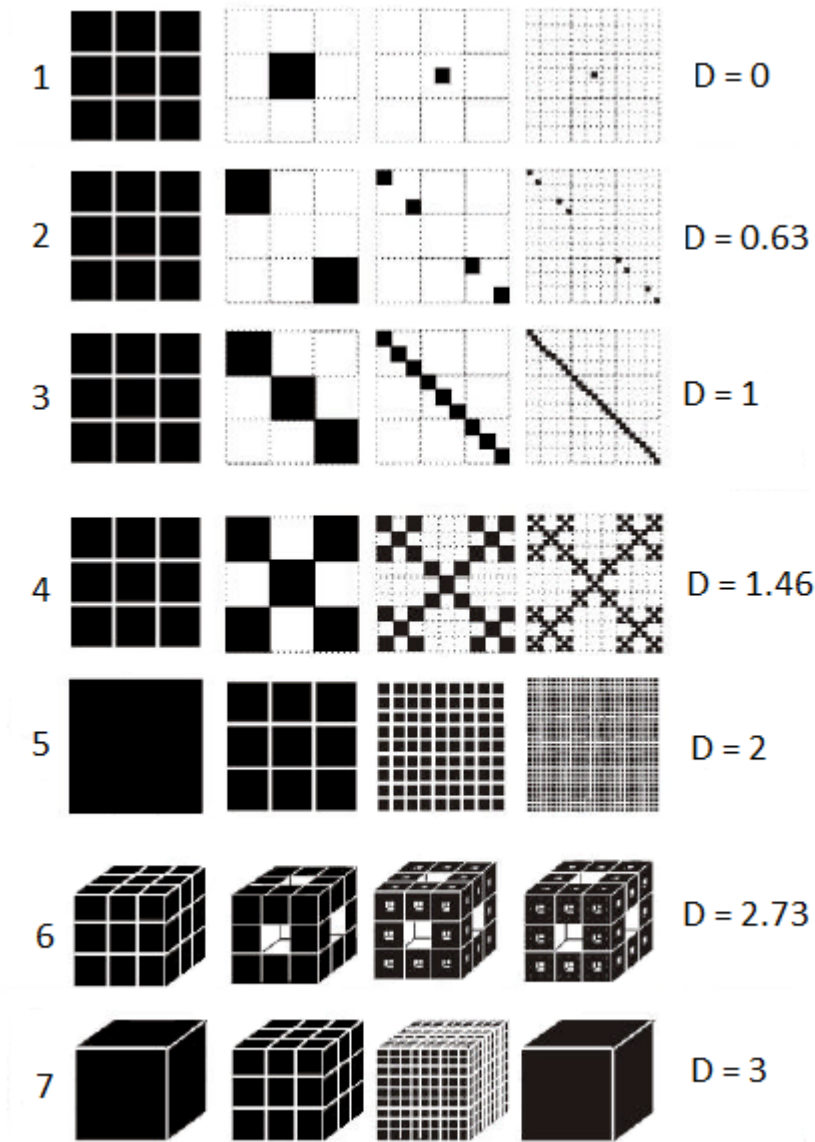 1 D = 0
2 D = 0.63
3 D = 1
4 D = 1.46
5 D = 2
6 D = 2.73
7 D = 3